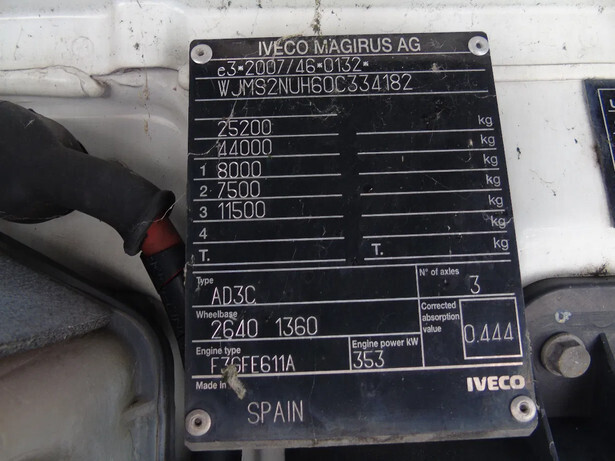 IVECO MAGIRUS AG
e3*2007/46*0132*
WJMS2NUH60C334182
25200 kg
44000 kg
1 8000 kg
2 7500 kg
3 11500 kg
4 kg
T. T. kg
Type AD3C N° of axles 3
Wheelbase 2640 1360 Corrected absorption value 0.444
Engine type F3GFE611A Engine power kW 353
Made in SPAIN IVECO